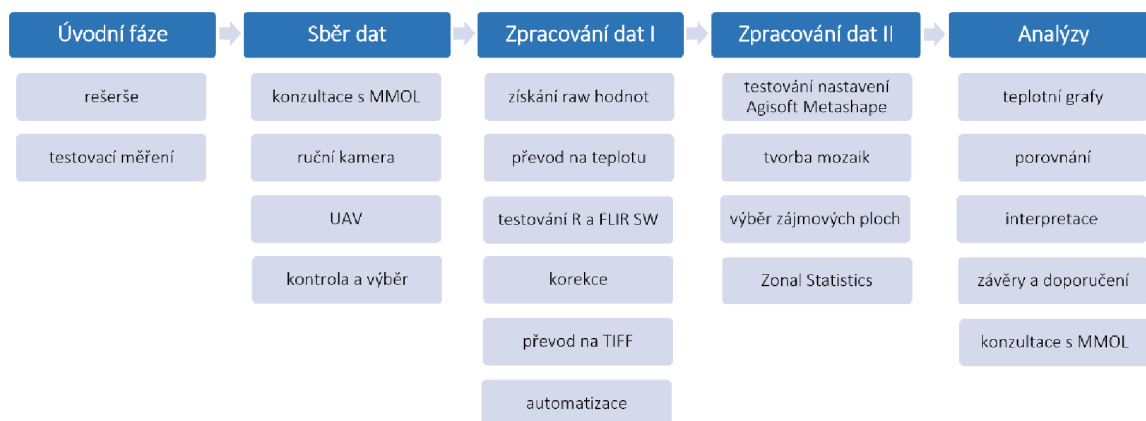 Úvodní fáze
rešerše
testovací měření
Sběr dat
konzultace s MMOL
ruční kamera
UAV
kontrola a výběr
Zpracování dat I
získání raw hodnot
převod na teplotu
testování R a FLIR SW
korekce
převod na TIFF
automatizace
Zpracování dat II
testování nastavení
Agisoft Metashape
tvorba mozaik
výběr zájmových ploch
Zonal Statistics
Analýzy
teplotní grafy
porovnání
interpretace
závěry a doporučení
konzultace s MMOL